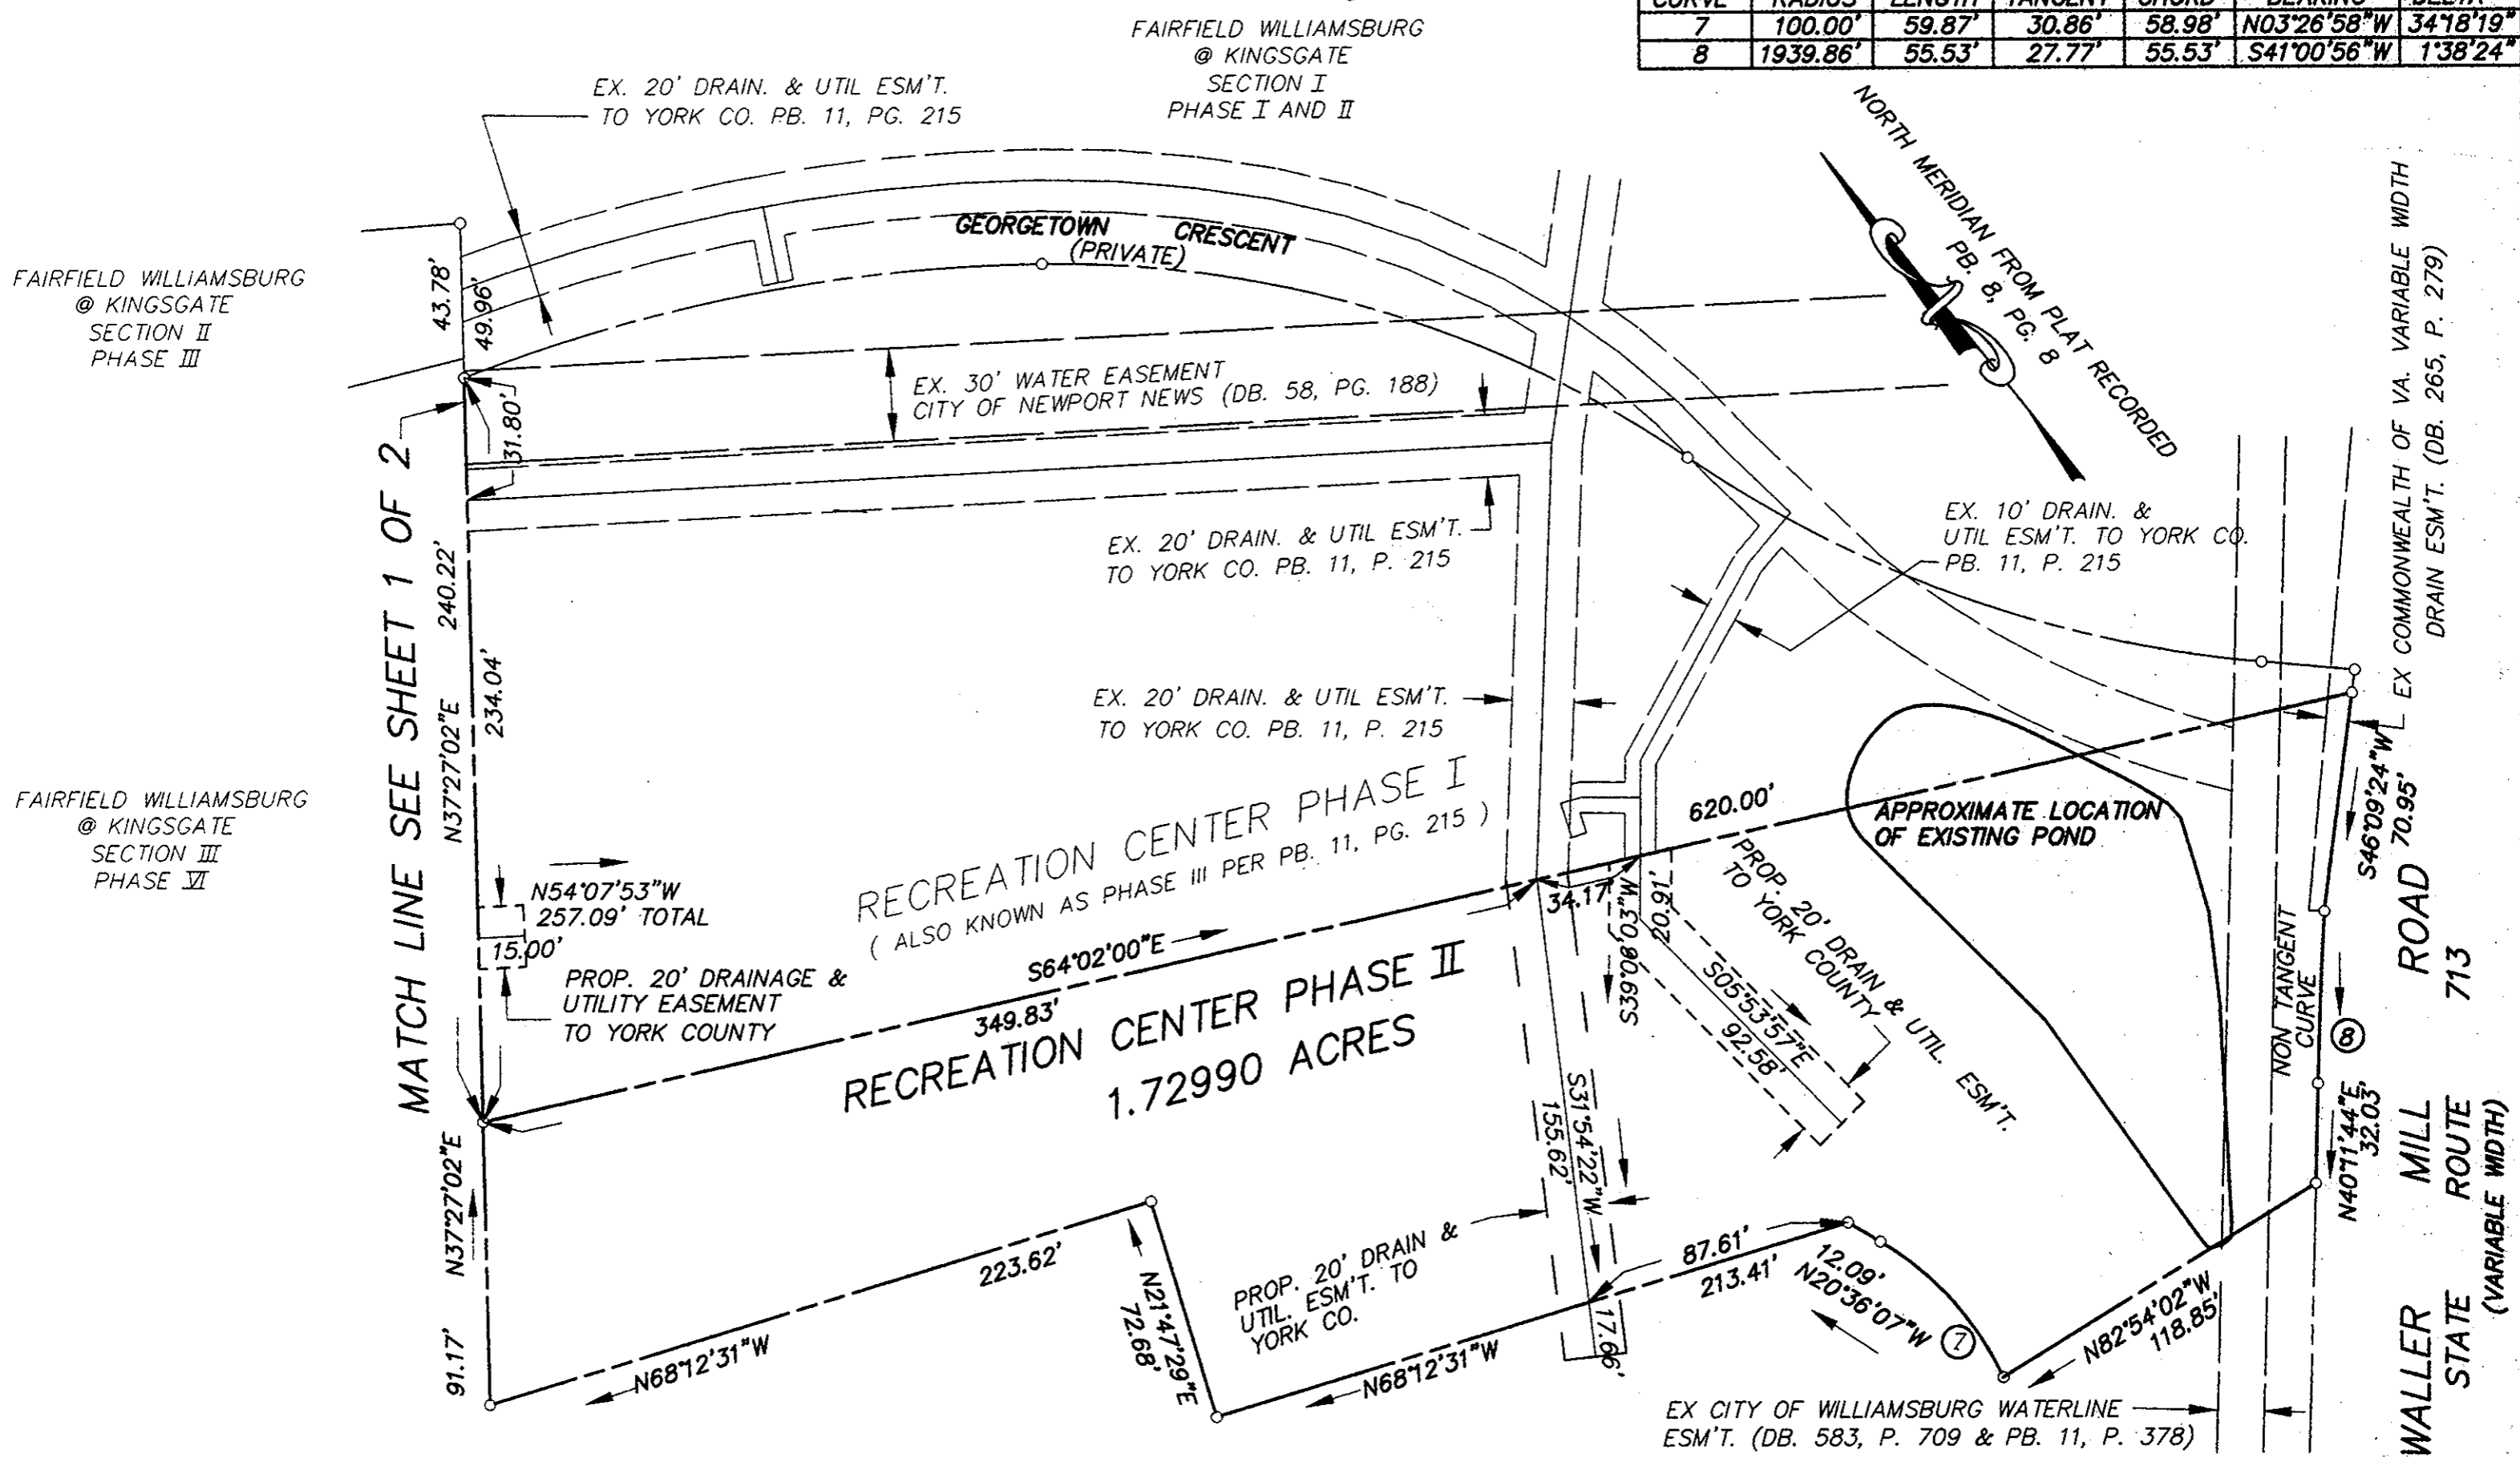 CURVE RADIUS LENGTH TANGENT CHORD BEARING DELTA
7 100.00' 59.87' 30.86' 58.98' N03°26'58"W 34°18'19"
8 1939.86' 55.53' 27.77' 55.53' S41°00'56"W 1°38'24"
FAIRFIELD WILLIAMSBURG
@ KINGSGATE
SECTION I
PHASE I AND II
EX. 20' DRAIN. & UTIL ESM'T.
TO YORK CO. PB. 11, PG. 215
NORTH MERIDIAN FROM PLAT RECORDED
PB. 8, PG. 8
EX COMMONWEALTH OF VA. VARIABLE WIDTH
DRAIN ESM'T. (DB. 265, P. 279)
GEORGETOWN CRESCENT
(PRIVATE)
FAIRFIELD WILLIAMSBURG
@ KINGSGATE
SECTION II
PHASE III
43.78'
49.96'
31.80'
EX. 30' WATER EASEMENT
CITY OF NEWPORT NEWS (DB. 58, PG. 188)
MATCH LINE SEE SHEET 1 OF 2
EX. 20' DRAIN. & UTIL ESM'T.
TO YORK CO. PB. 11, P. 215
EX. 10' DRAIN. &
UTIL ESM'T. TO YORK CO.
PB. 11, P. 215
N37°27'02"E 240.22'
234.04'
EX. 20' DRAIN. & UTIL ESM'T.
TO YORK CO. PB. 11, P. 215
FAIRFIELD WILLIAMSBURG
@ KINGSGATE
SECTION III
PHASE VI
RECREATION CENTER PHASE I
( ALSO KNOWN AS PHASE III PER PB. 11, PG. 215 )
620.00'
APPROXIMATE LOCATION
OF EXISTING POND
S46°09'24"W
70.95'
N54°07'53"W
257.09' TOTAL
15.00'
PROP. 20' DRAINAGE &
UTILITY EASEMENT
TO YORK COUNTY
S64°02'00"E
349.83'
34.17'
S39°08'03"W
20.91'
PROP. 20' DRAIN & UTIL. ESM'T.
TO YORK COUNTY
S05°53'57"E
92.58'
RECREATION CENTER PHASE II
1.72990 ACRES
NON TANGENT
CURVE
8
N40°11'44"E
32.03'
S31°54'22"W
155.62'
N37°27'02"E
91.17'
223.62'
N68°12'31"W
N21°47'29"E
72.68'
PROP. 20' DRAIN &
UTIL. ESM'T. TO
YORK CO.
87.61'
213.41'
17.66'
N68°12'31"W
12.09'
N20°36'07"W
7
N82°54'02"W
118.85'
EX CITY OF WILLIAMSBURG WATERLINE
ESM'T. (DB. 583, P. 709 & PB. 11, P. 378)
WALLER MILL ROAD
STATE ROUTE 713
(VARIABLE WIDTH)